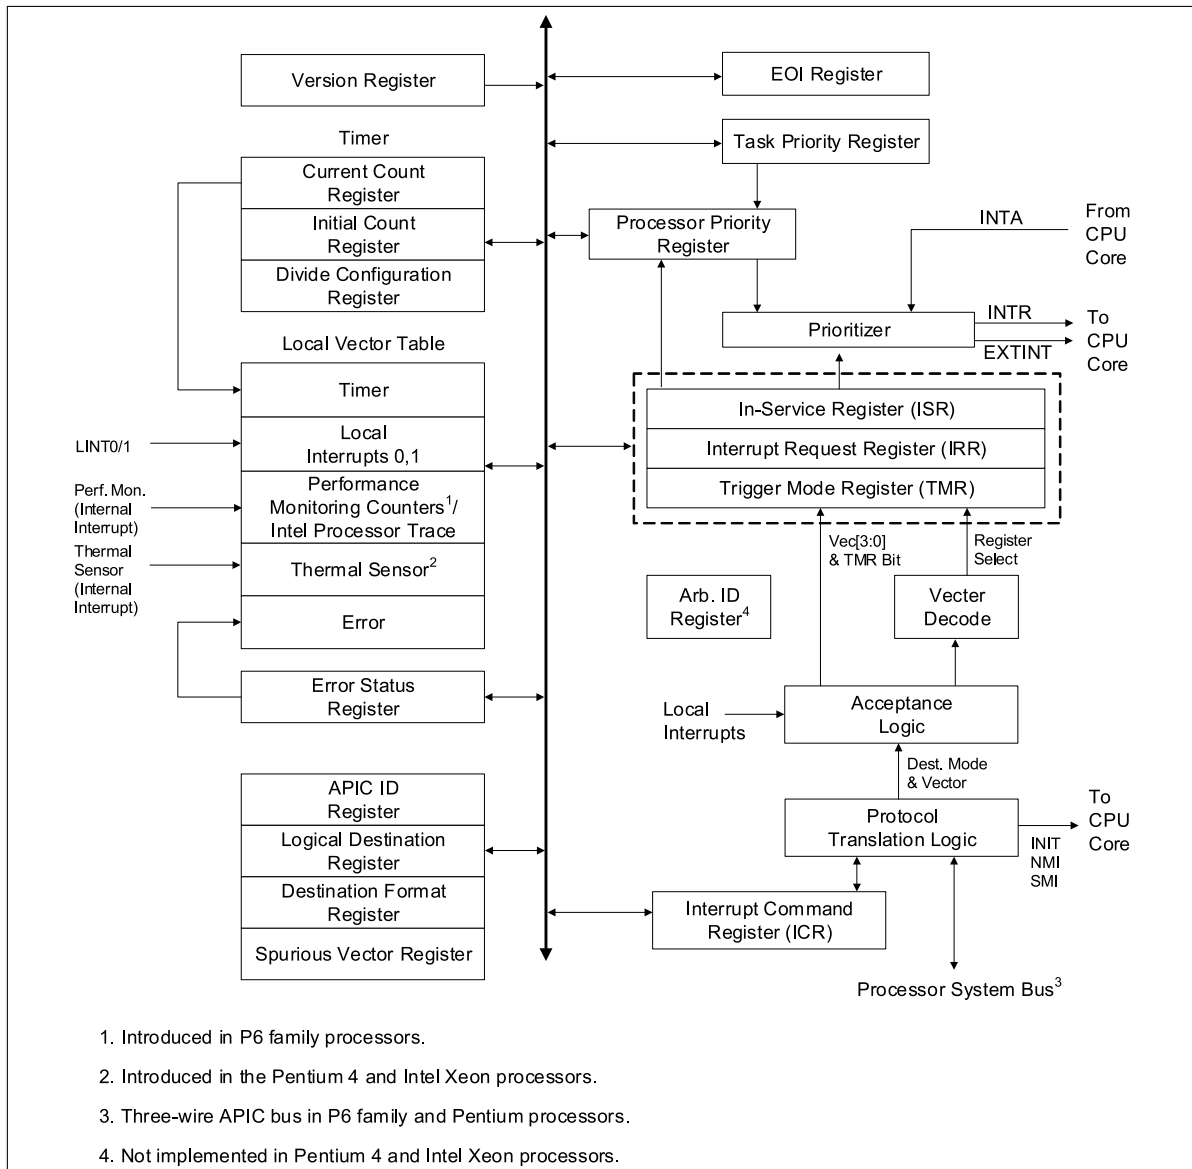 Version Register
EOI Register
Timer
Task Priority Register
Current Count
Register
Initial Count
Register
Divide Configuration
Register
Processor Priority
Register
INTA
From
CPU
Core
Prioritizer
INTR
EXTINT
To
CPU
Core
Local Vector Table
Timer
Local
Interrupts 0,1
Performance
Monitoring Counters1/
Intel Processor Trace
Thermal Sensor2
Error
LINT0/1
Perf. Mon.
(Internal
Interrupt)
Thermal
Sensor
(Internal
Interrupt)
In-Service Register (ISR)
Interrupt Request Register (IRR)
Trigger Mode Register (TMR)
Vec[3:0]
& TMR Bit
Register
Select
Arb. ID
Register4
Vecter
Decode
Error Status
Register
Local
Interrupts
Acceptance
Logic
Dest. Mode
& Vector
APIC ID
Register
Logical Destination
Register
Destination Format
Register
Spurious Vector Register
Protocol
Translation Logic
INIT
NMI
SMI
To
CPU
Core
Interrupt Command
Register (ICR)
Processor System Bus3
1. Introduced in P6 family processors.
2. Introduced in the Pentium 4 and Intel Xeon processors.
3. Three-wire APIC bus in P6 family and Pentium processors.
4. Not implemented in Pentium 4 and Intel Xeon processors.